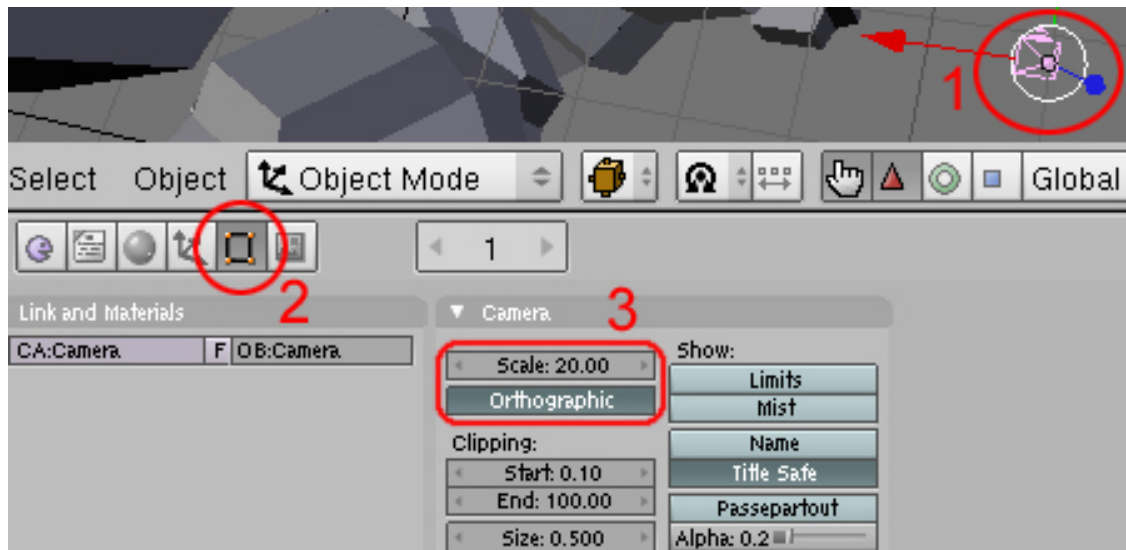 1
Select Object Object Mode Global
1
2
Link and Materials
CA:Camera F OB:Camera
Camera
3
Scale: 20.00
Orthographic
Clipping:
Start: 0.10
End: 100.00
Size: 0.500
Show:
Limits
Mist
Name
Title Safe
Passepartout
Alpha: 0.2